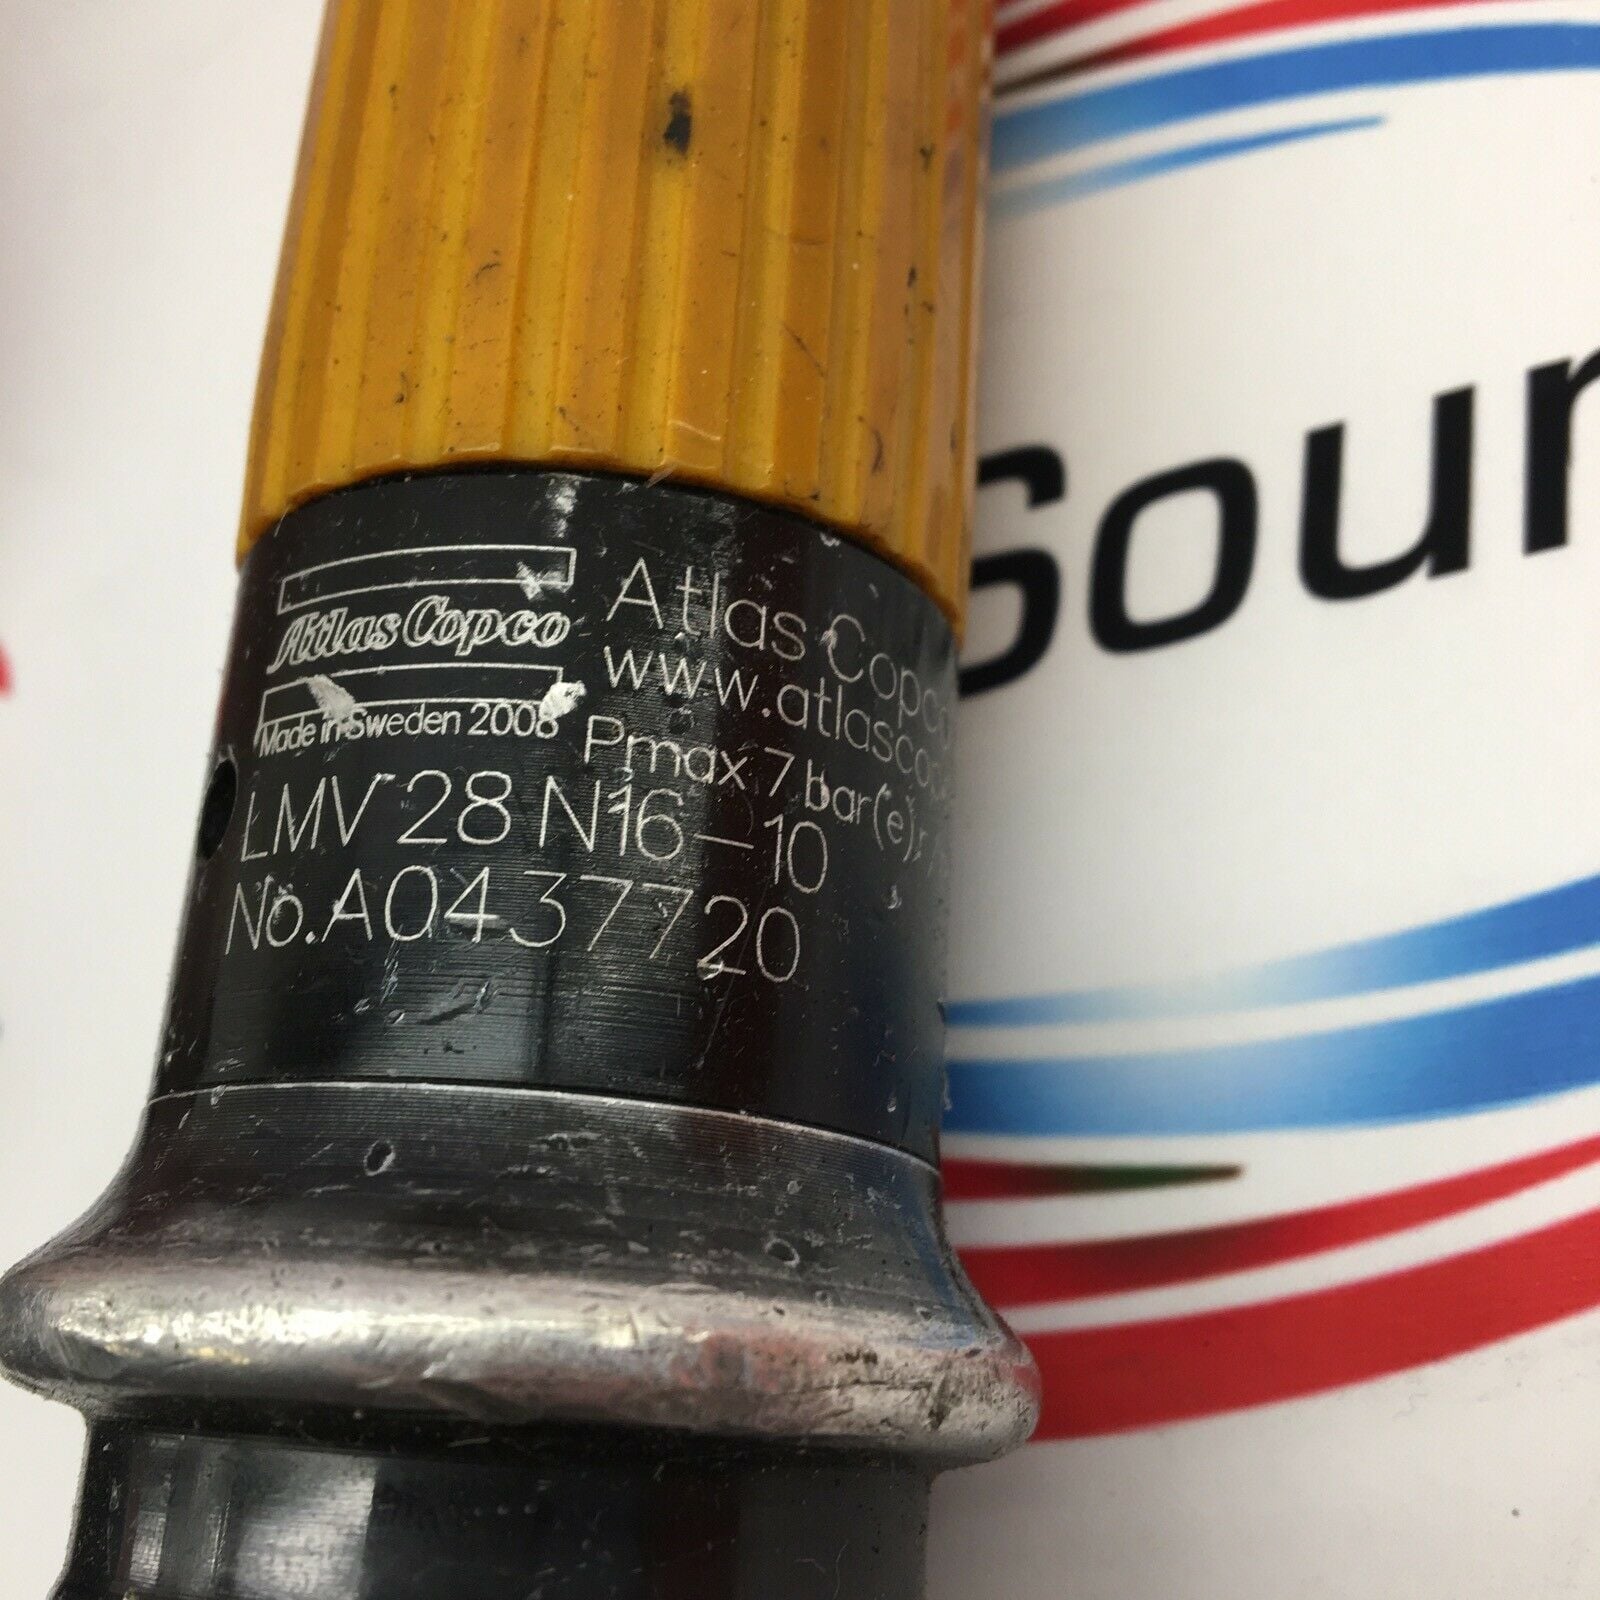 Atlas Copco
Made in Sweden 2008
Atlas Copco
www.atlascop
Pmax 7 bar(e),
LMV 28 N16-10
No.A0437720
Sour